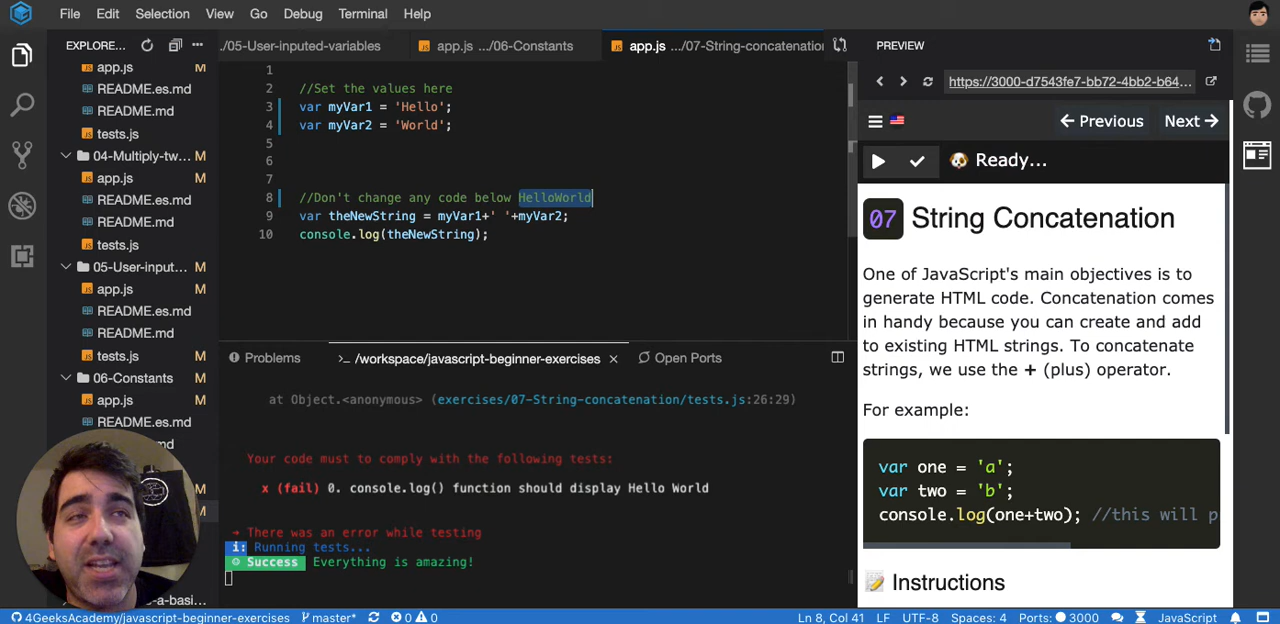 File Edit Selection View Go Debug Terminal Help
EXPLORE...
app.js M
README.es.md
README.md
tests.js
04-Multiply-tw... M
app.js M
README.es.md
README.md
tests.js
05-User-input... M
app.js M
README.es.md
README.md
tests.js
06-Constants M
app.js M
README.es.md
M
a-basi...
./05-User-inputed-variables
app.js .../06-Constants
app.js .../07-String-concatenation
1
2 //Set the values here
3 var myVar1 = 'Hello';
4 var myVar2 = 'World';
5
6
7
8 //Don't change any code below HelloWorld
9 var theNewString = myVar1+' '+myVar2;
10 console.log(theNewString);
Problems
>_ /workspace/javascript-beginner-exercises ×
Open Ports
at Object.<anonymous> (exercises/07-String-concatenation/tests.js:26:29)
Your code must to comply with the following tests:
x (fail) 0. console.log() function should display Hello World
→ There was an error while testing
i: Running tests...
Success Everything is amazing!
PREVIEW
https://3000-d7543fe7-bb72-4bb2-b64...
← Previous Next →
Ready...
07 String Concatenation
One of JavaScript's main objectives is to
generate HTML code. Concatenation comes
in handy because you can create and add
to existing HTML strings. To concatenate
strings, we use the + (plus) operator.
For example:
var one = 'a';
var two = 'b';
console.log(one+two); //this will p
Instructions
4GeeksAcademy/javascript-beginner-exercises master* 0 0 Ln 8, Col 41 LF UTF-8 Spaces: 4 Ports: 3000 JavaScript